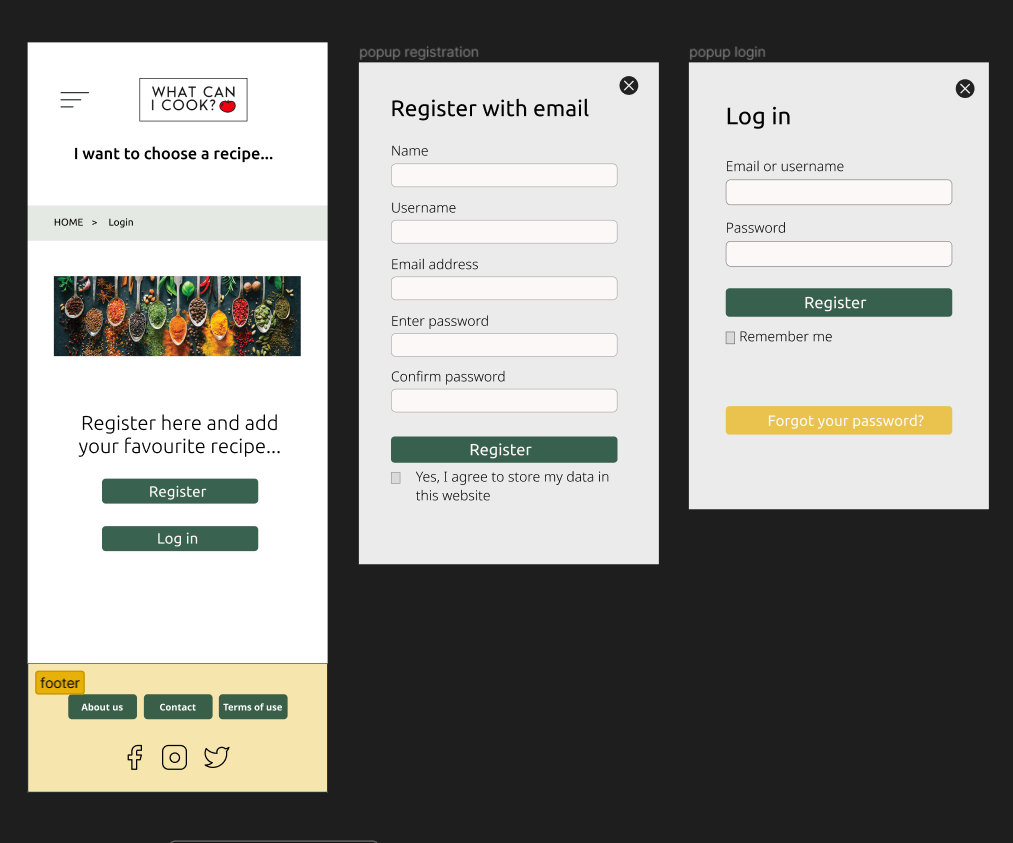 WHAT CAN
I COOK?
I want to choose a recipe...
HOME > Login
Register here and add
your favourite recipe...
Register
Log in
footer
About us
Contact
Terms of use
popup registration
Register with email
Name
Username
Email address
Enter password
Confirm password
Register
Yes, I agree to store my data in
this website
popup login
Log in
Email or username
Password
Register
Remember me
Forgot your password?